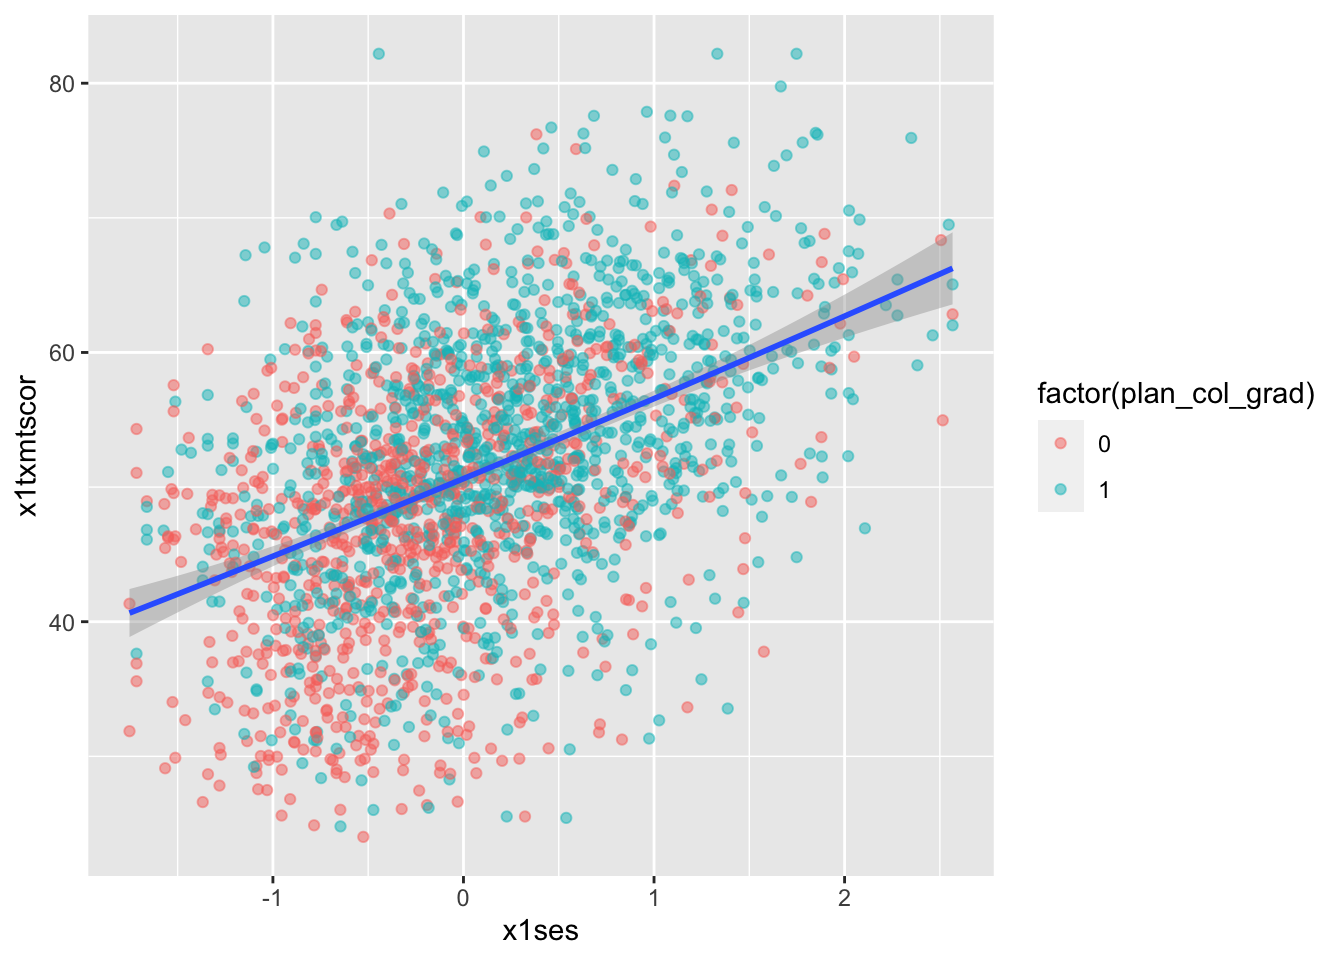 80
60
40
x1txmtscor
-1 0 1 2
x1ses
factor(plan_col_grad)
0
1